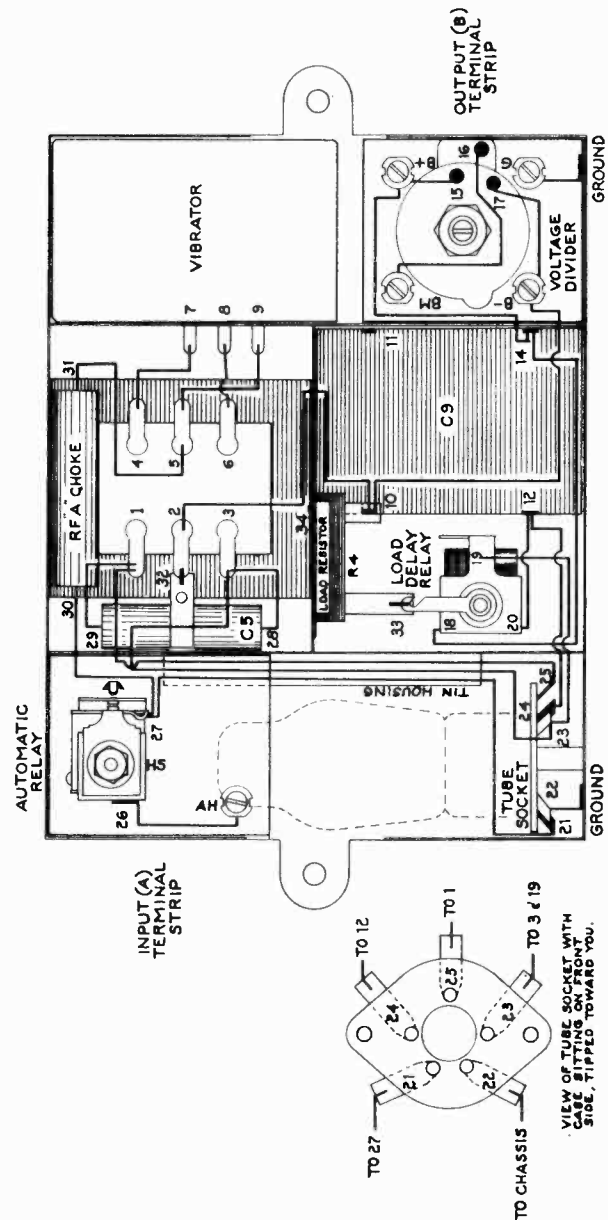 AUTOMATIC
RELAY
INPUT (A)
TERMINAL
STRIP
OUTPUT (B)
TERMINAL
STRIP
VIBRATOR
RF "A" CHOKE
30
31
29
28
1
2
3
4
5
6
7
8
9
32
C5
34
LOAD RESISTOR
R4
10
11
12
14
C9
LOAD DELAY
RELAY
33
18
19
20
HS
27
26
HA
TIN HOUSING
TUBE
SOCKET
21
22
23
24
25
GROUND
BM
B+
B-
G
15
16
17
VOLTAGE
DIVIDER
GROUND
TO 27
TO 12
TO 1
TO 3 & 19
TO CHASSIS
21
22
23
24
25
VIEW OF TUBE SOCKET WITH
CASE SITTING ON FRONT
SIDE, TIPPED TOWARD YOU.